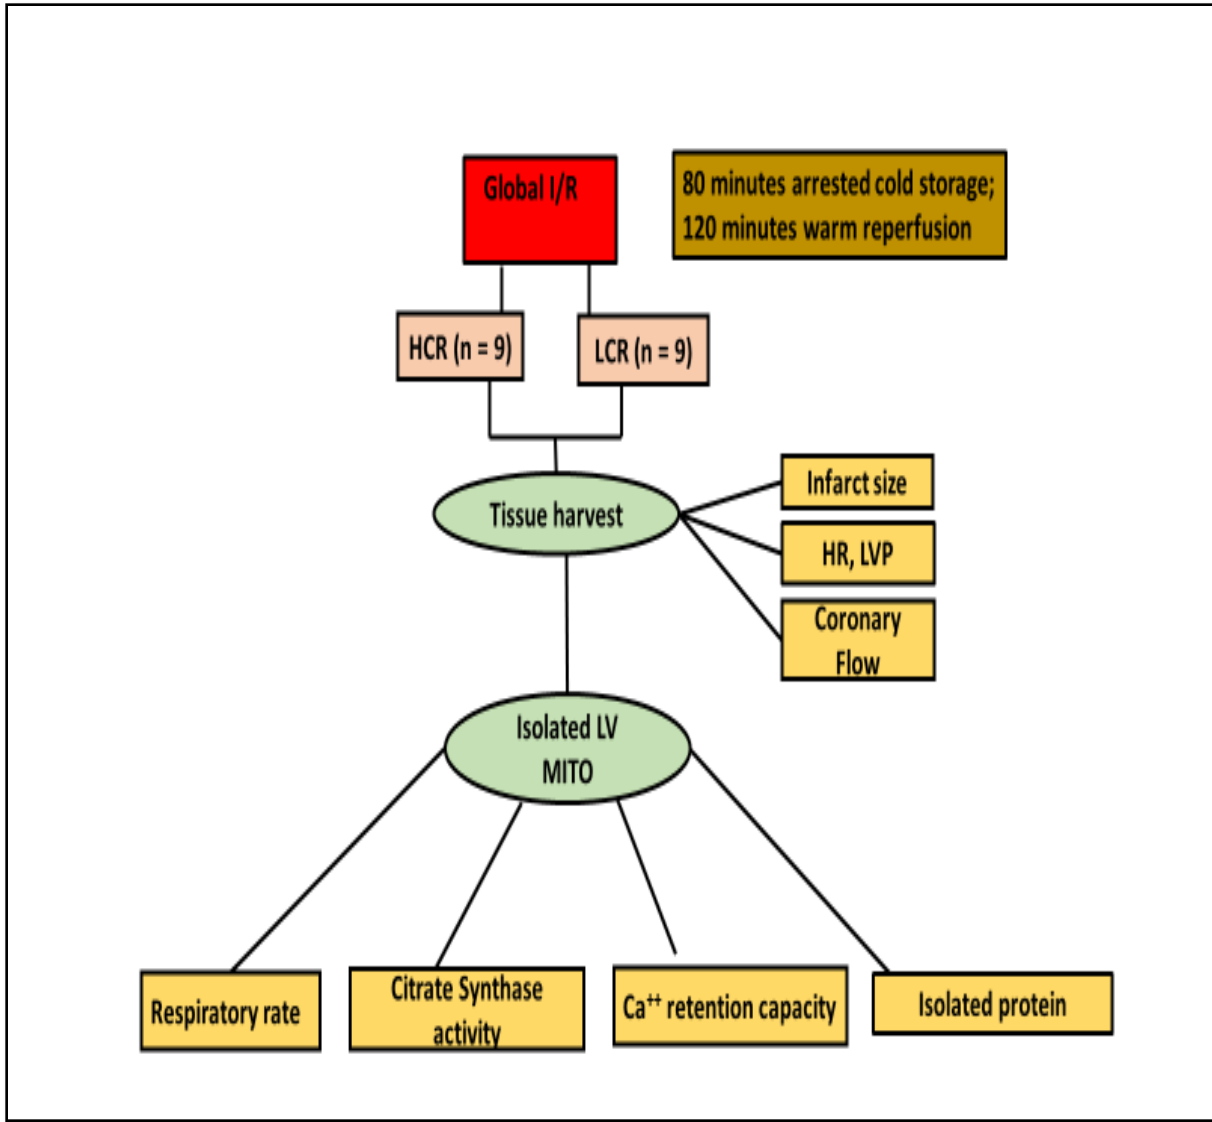 Global I/R
80 minutes arrested cold storage;
120 minutes warm reperfusion
HCR (n = 9)
LCR (n = 9)
Tissue harvest
Infarct size
HR, LVP
Coronary
Flow
Isolated LV
MITO
Respiratory rate
Citrate Synthase
activity
Ca⁺⁺ retention capacity
Isolated protein